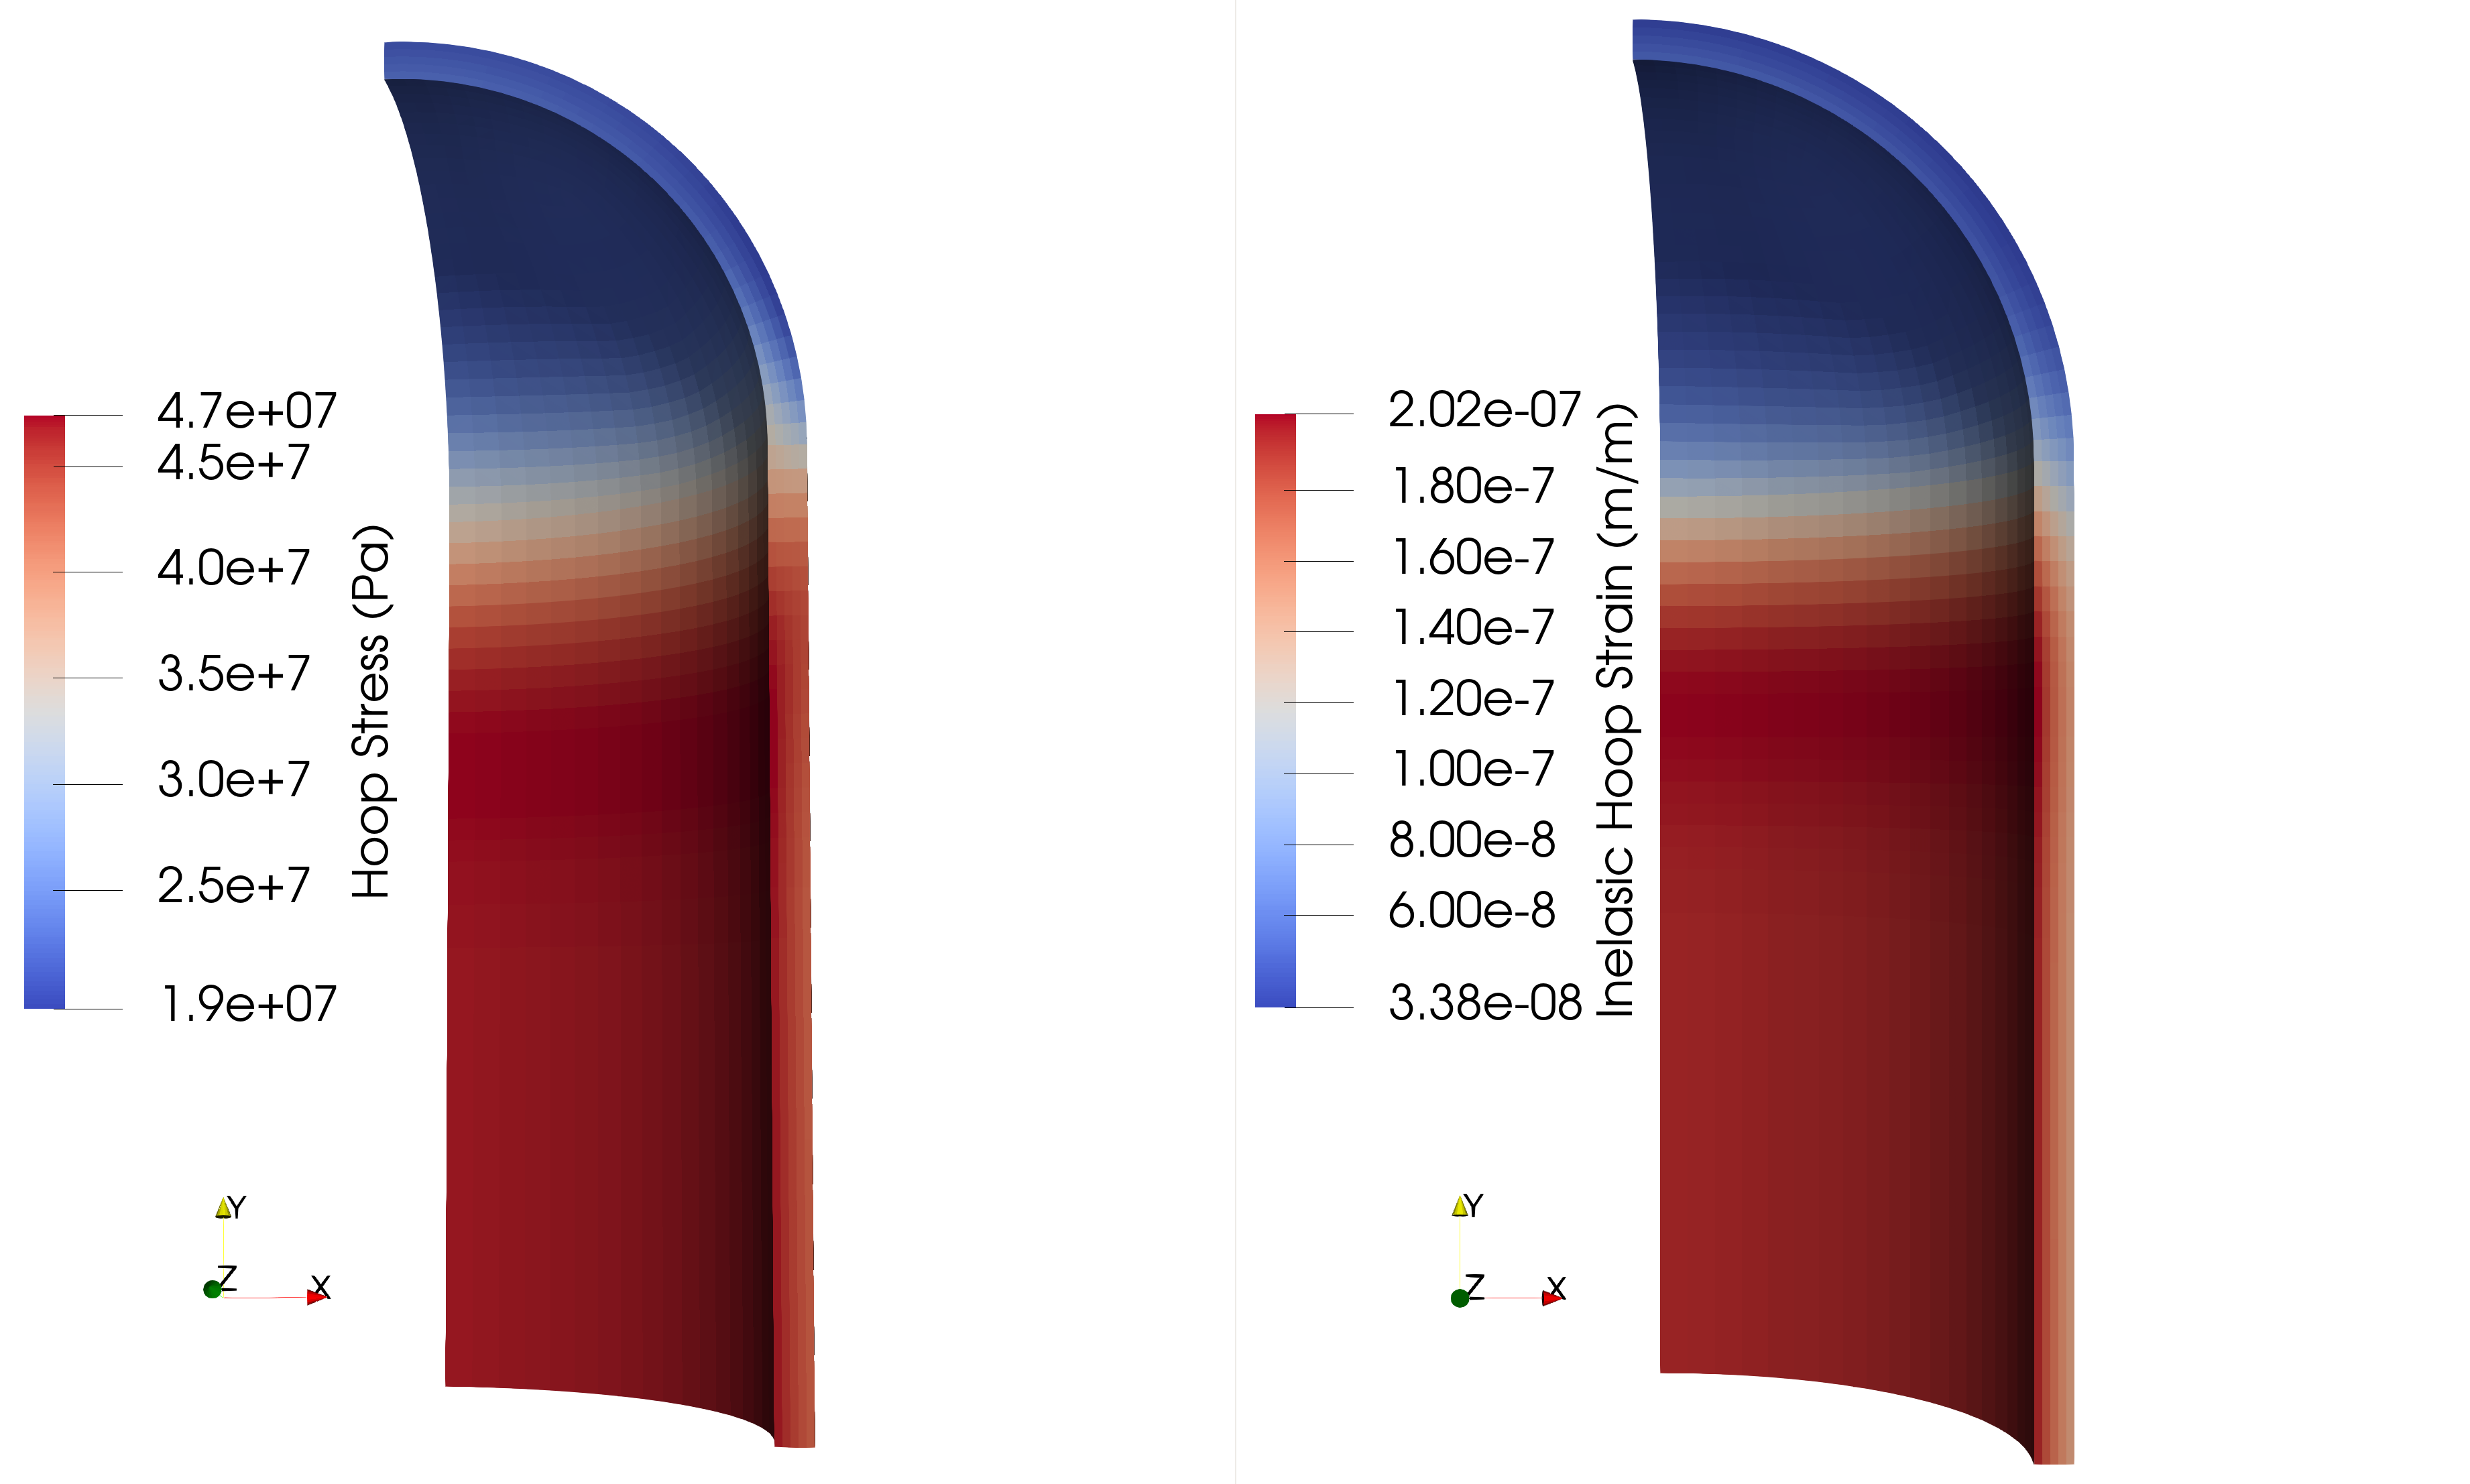 4.7e+07
4.5e+7
4.0e+7
3.5e+7
3.0e+7
2.5e+7
1.9e+07
Hoop Stress (Pa)
Y
Z
X
2.02e-07
1.80e-7
1.60e-7
1.40e-7
1.20e-7
1.00e-7
8.00e-8
6.00e-8
3.38e-08
Inelasic Hoop Strain (m/m)
Y
Z
X